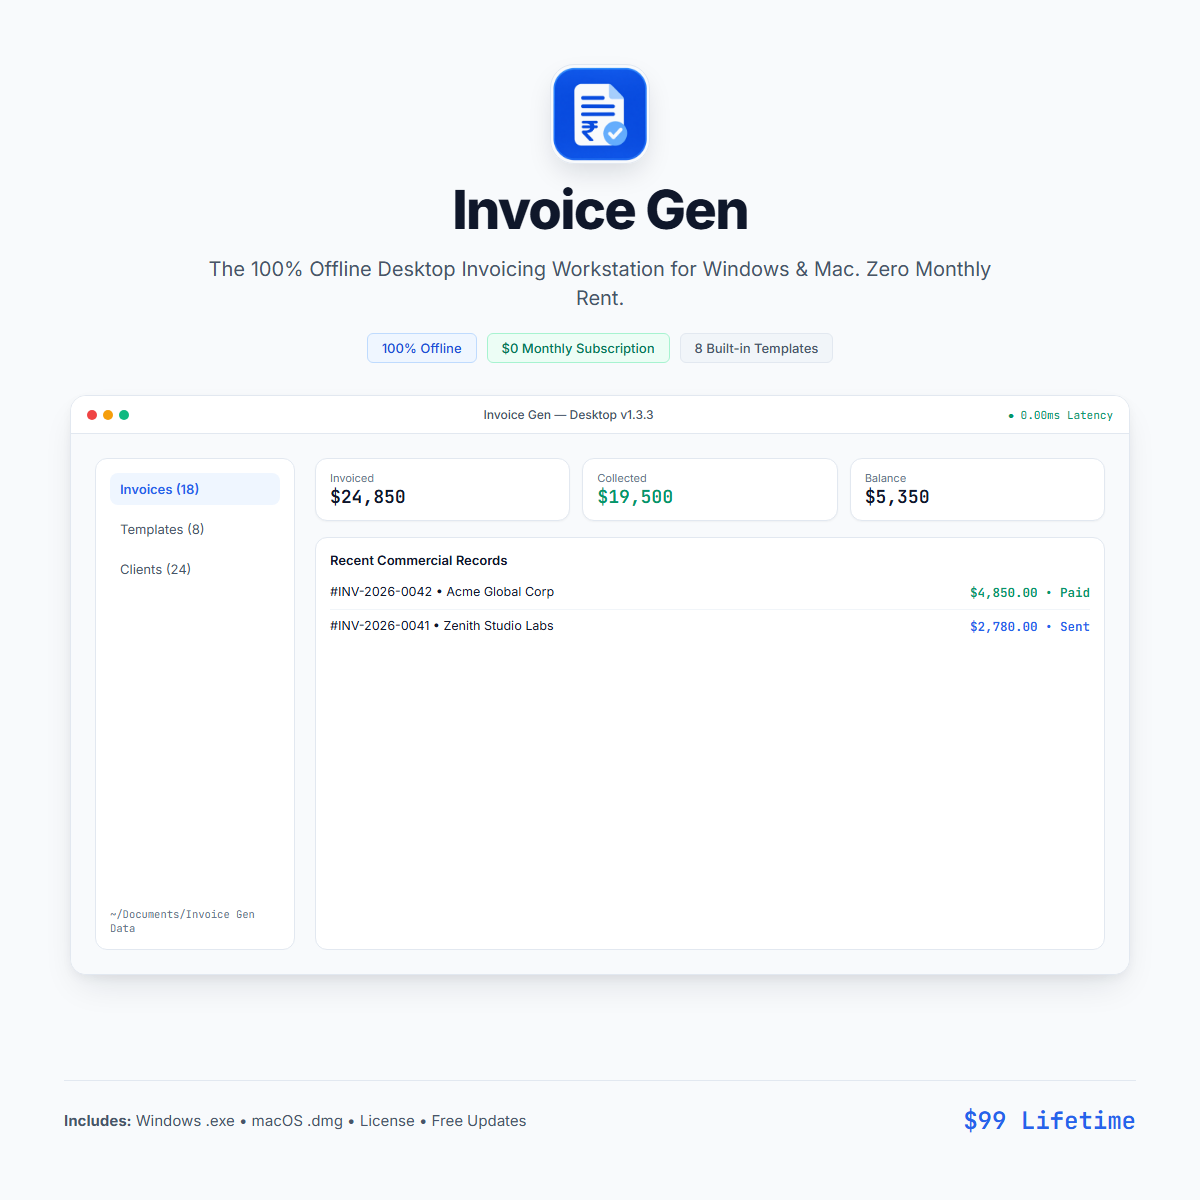 ₹
Invoice Gen
The 100% Offline Desktop Invoicing Workstation for Windows & Mac. Zero Monthly
Rent.
100% Offline
$0 Monthly Subscription
8 Built-in Templates
Invoice Gen — Desktop v1.3.3
● 0.00ms Latency
Invoices (18)
Templates (8)
Clients (24)
~/Documents/Invoice Gen
Data
Invoiced
$24,850
Collected
$19,500
Balance
$5,350
Recent Commercial Records
#INV-2026-0042 • Acme Global Corp
$4,850.00 • Paid
#INV-2026-0041 • Zenith Studio Labs
$2,780.00 • Sent
Includes: Windows .exe • macOS .dmg • License • Free Updates
$99 Lifetime